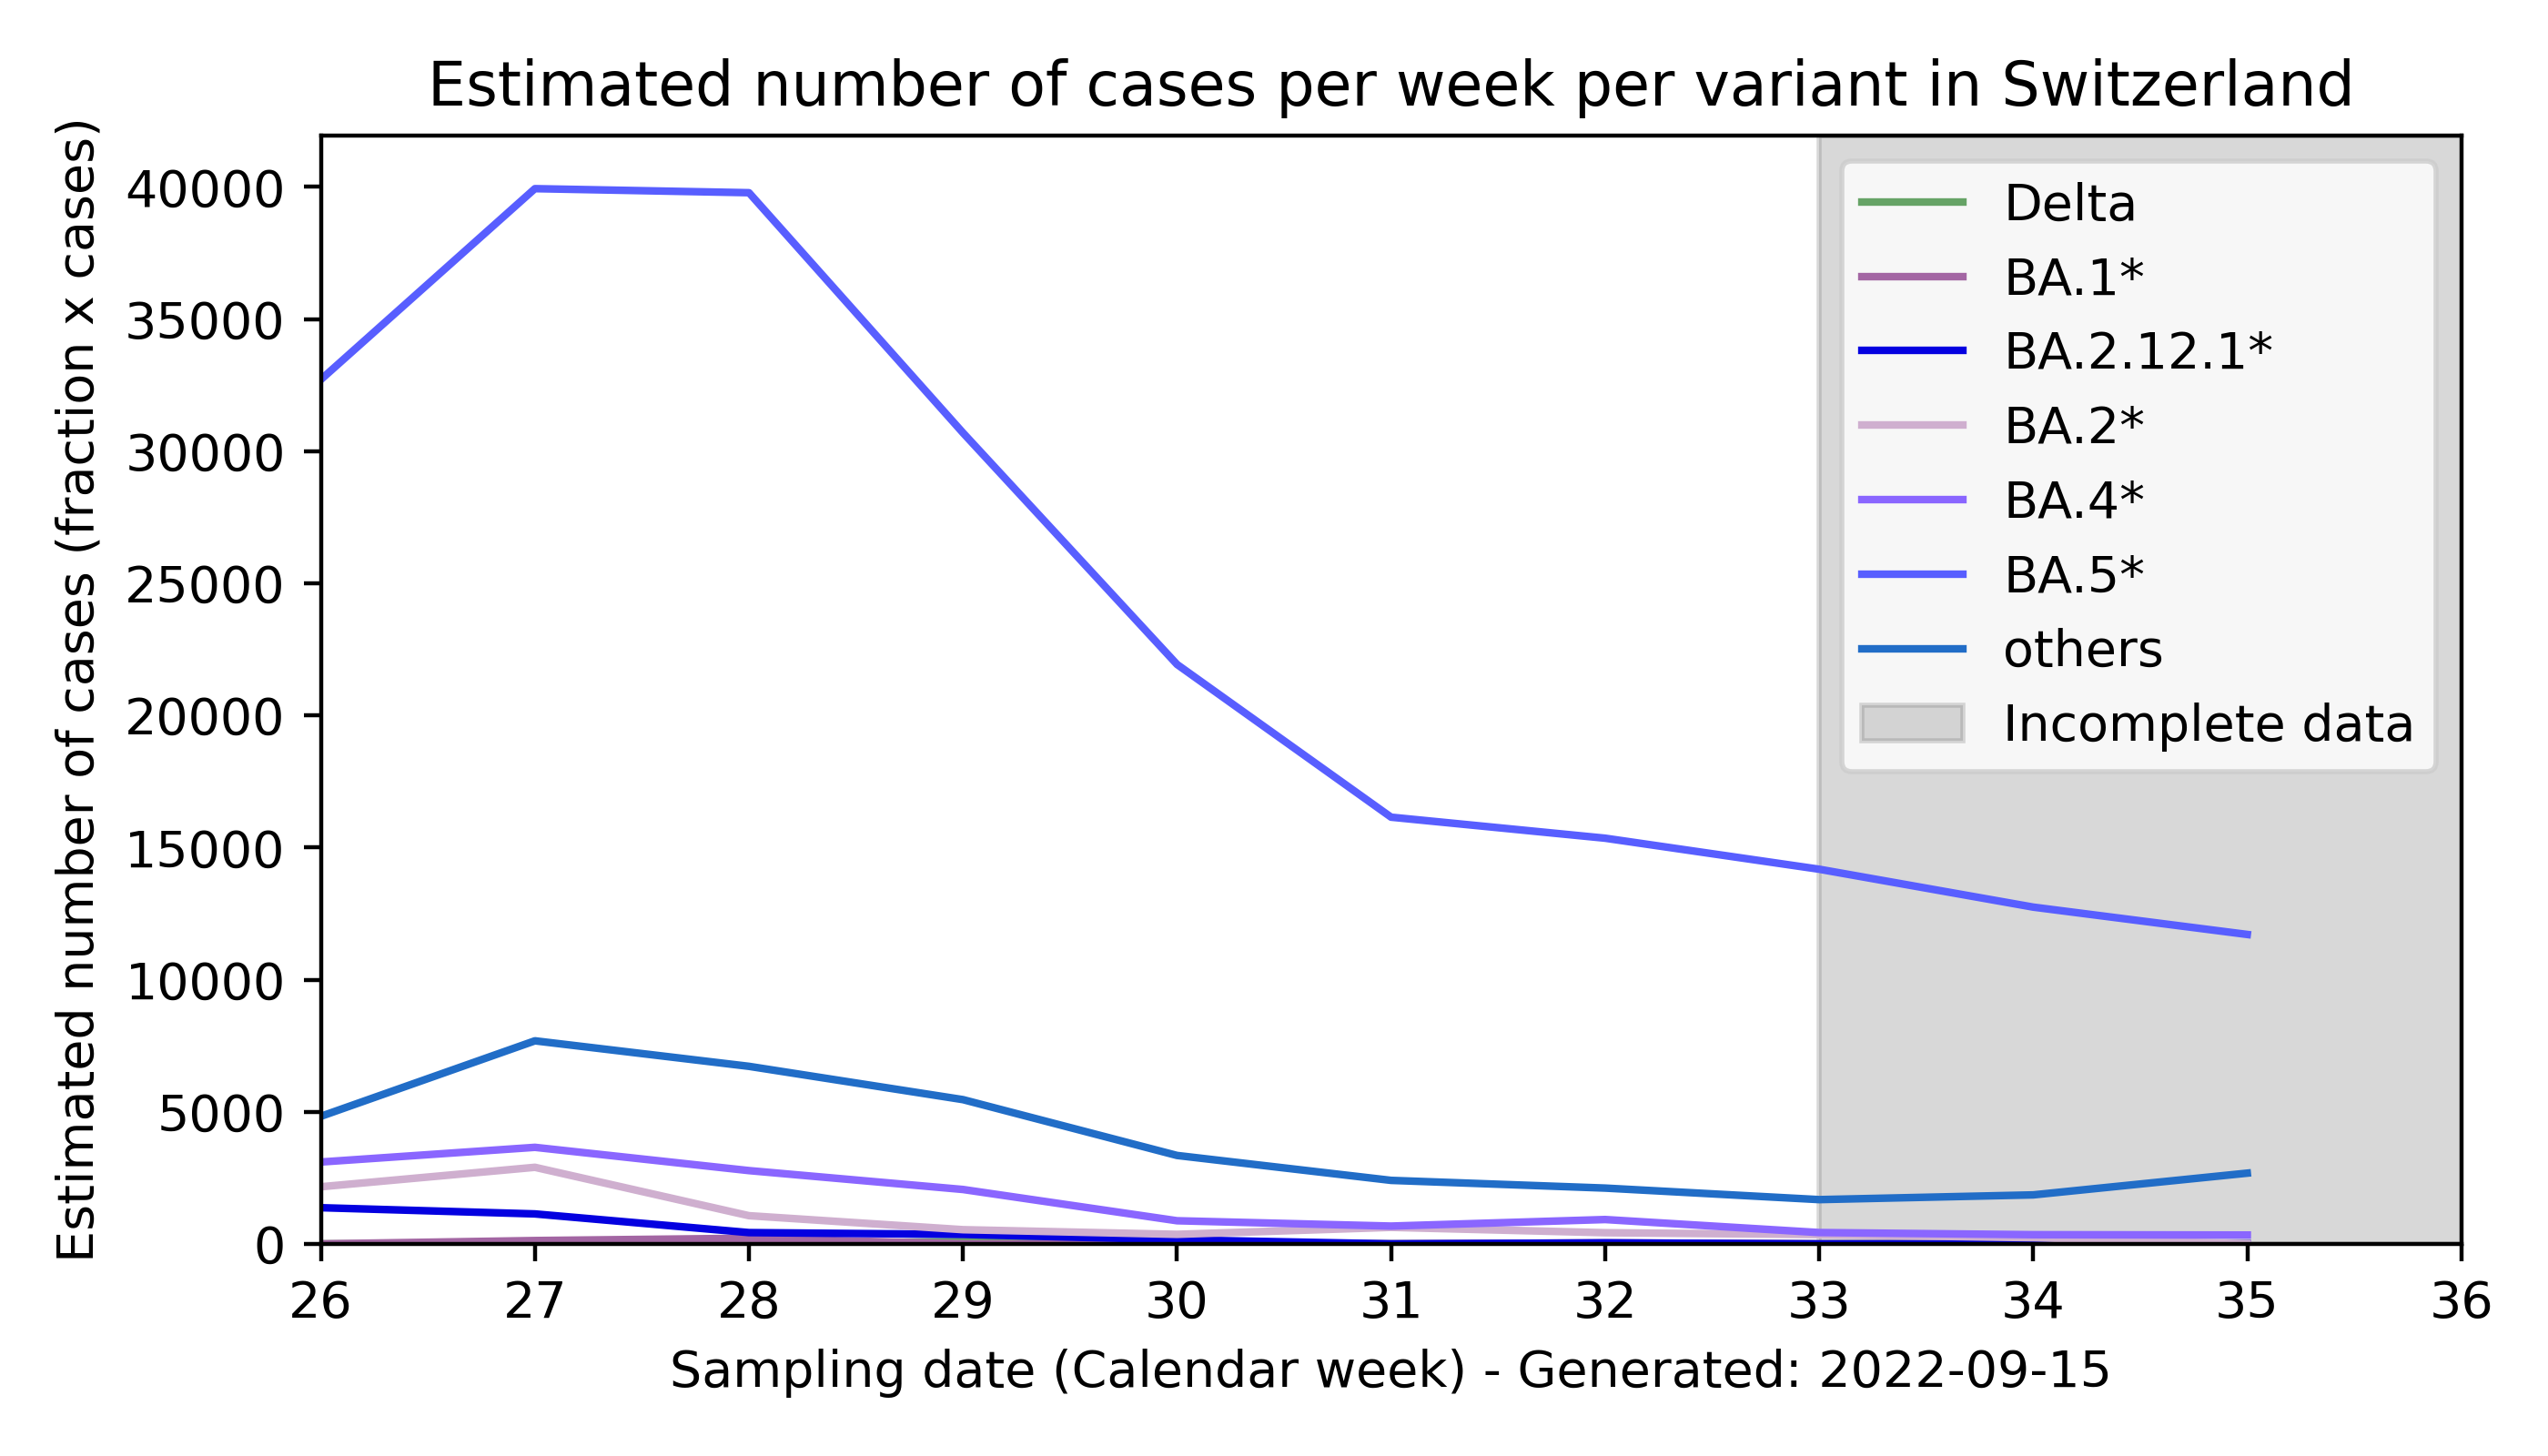 Estimated number of cases per week per variant in Switzerland
Estimated number of cases (fraction x cases)
40000
35000
30000
25000
20000
15000
10000
5000
0
Delta
BA.1*
BA.2.12.1*
BA.2*
BA.4*
BA.5*
others
Incomplete data
26 27 28 29 30 31 32 33 34 35 36
Sampling date (Calendar week) - Generated: 2022-09-15